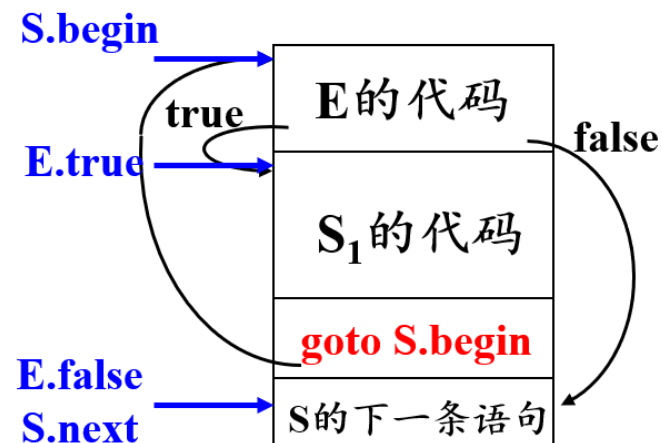 S.begin
E的代码
true
false
E.true
S₁的代码
goto S.begin
E.false
S.next
S的下一条语句